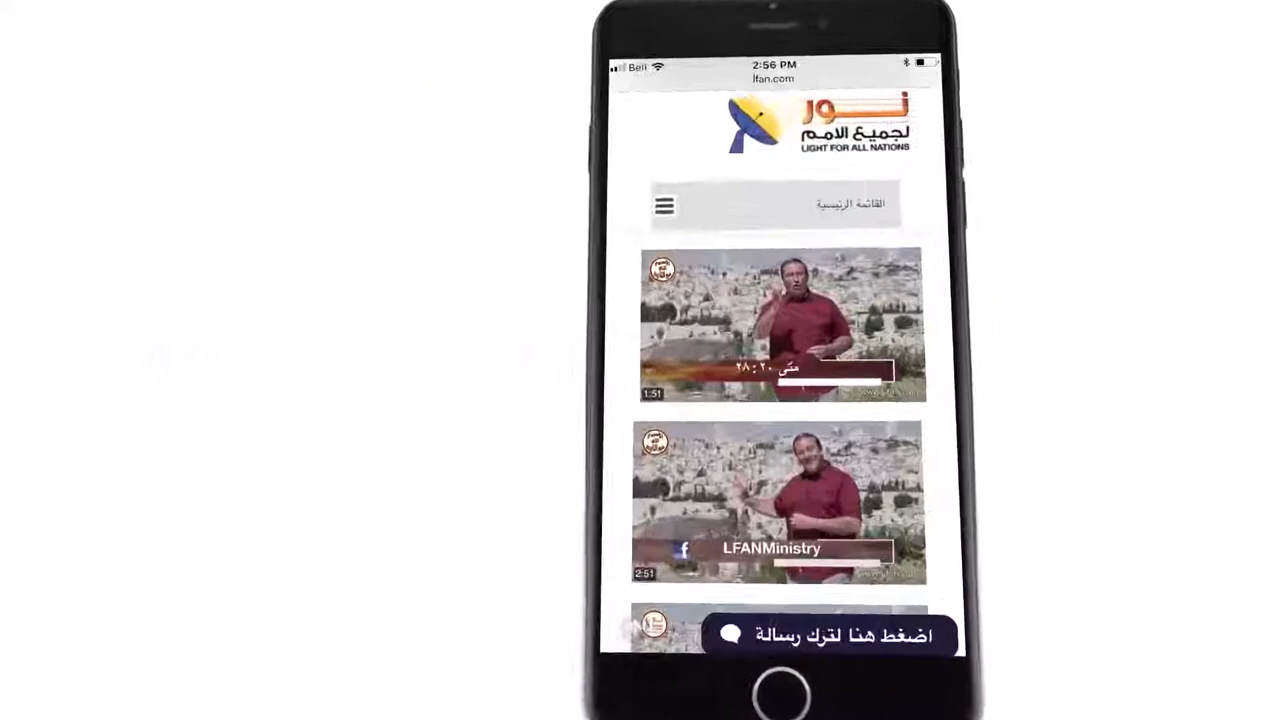 Bell
2:56 PM
lfan.com
نور
لجميع الامم
LIGHT FOR ALL NATIONS
القائمة الرئيسية
متّى ٢٠:٢٨
1:51
LFANMinistry
2:51
اضغط هنا لترك رسالة